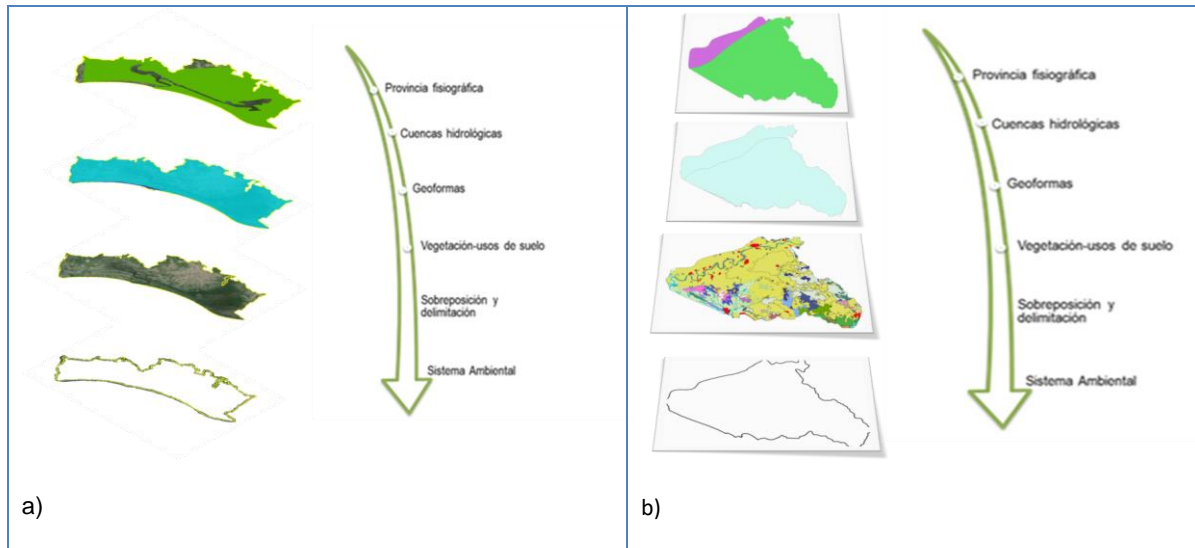 Provincia fisiográfica
Cuencas hidrológicas
Geoformas
Vegetación-usos de suelo
Sobreposición y
delimitación
Sistema Ambiental
a)
Provincia fisiográfica
Cuencas hidrológicas
Geoformas
Vegetación-usos de suelo
Sobreposición y
delimitación
Sistema Ambiental
b)